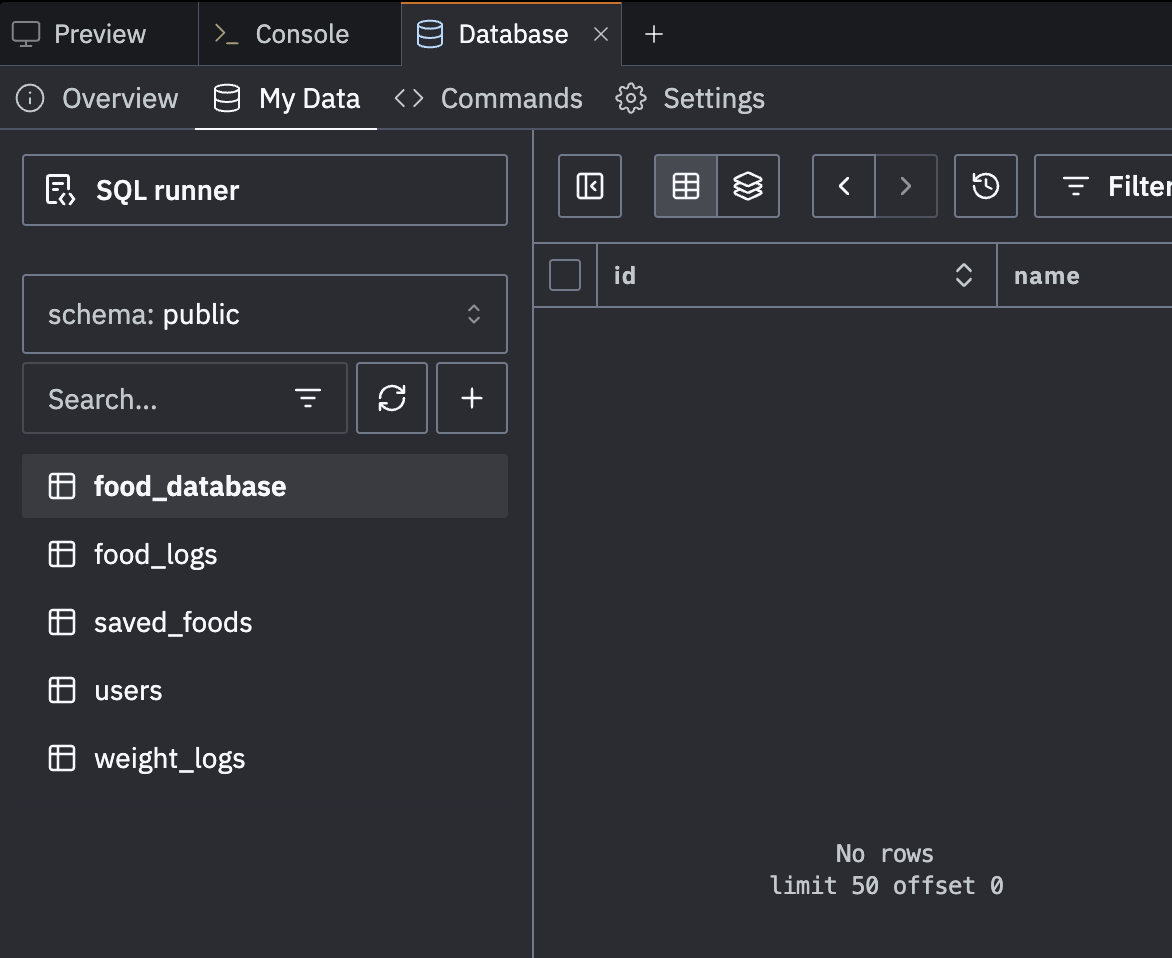 Preview
Console
Database
Overview
My Data
Commands
Settings
SQL runner
schema: public
Search...
food_database
food_logs
saved_foods
users
weight_logs
Filter
id
name
No rows
limit 50 offset 0